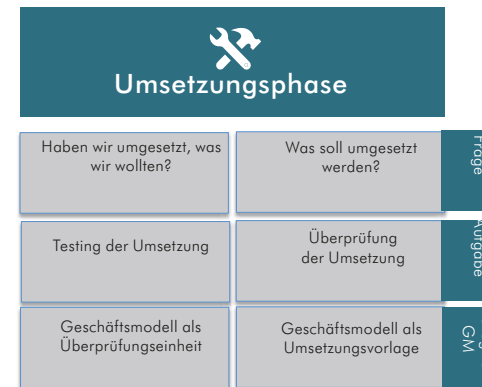 Umsetzungsphase
Haben wir umgesetzt, was
wir wollten?
Was soll umgesetzt
werden?
Frage
Testing der Umsetzung
Überprüfung
der Umsetzung
Aufgabe
Geschäftsmodell als
Überprüfungseinheit
Geschäftsmodell als
Umsetzungsvorlage
GM